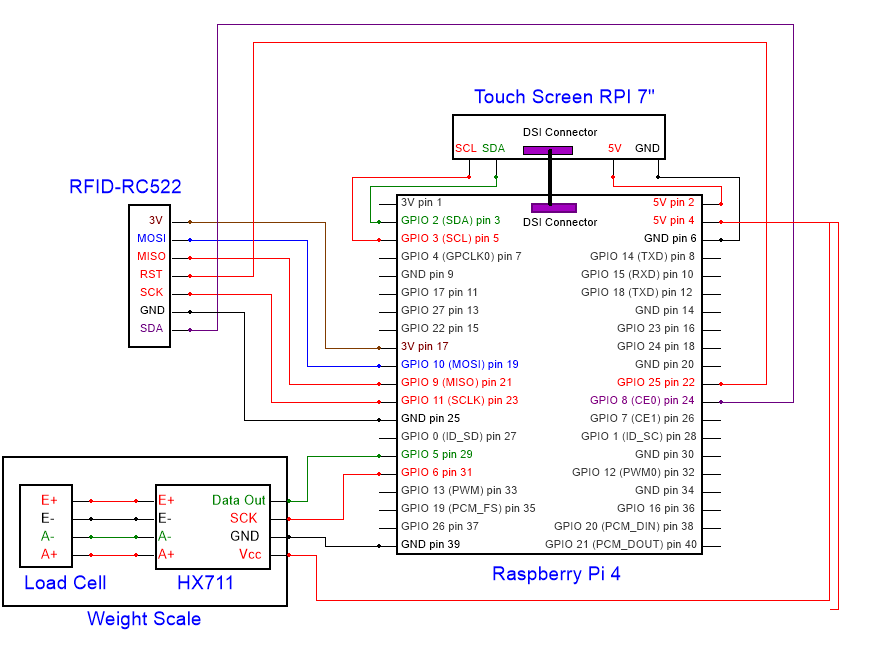 Touch Screen RPI 7"
DSI Connector
SCL SDA 5V GND
RFID-RC522
3V
MOSI
MISO
RST
SCK
GND
SDA
DSI Connector
3V pin 1
GPIO 2 (SDA) pin 3
GPIO 3 (SCL) pin 5
GPIO 4 (GPCLK0) pin 7
GND pin 9
GPIO 17 pin 11
GPIO 27 pin 13
GPIO 22 pin 15
3V pin 17
GPIO 10 (MOSI) pin 19
GPIO 9 (MISO) pin 21
GPIO 11 (SCLK) pin 23
GND pin 25
GPIO 0 (ID_SD) pin 27
GPIO 5 pin 29
GPIO 6 pin 31
GPIO 13 (PWM) pin 33
GPIO 19 (PCM_FS) pin 35
GPIO 26 pin 37
GND pin 39
5V pin 2
5V pin 4
GND pin 6
GPIO 14 (TXD) pin 8
GPIO 15 (RXD) pin 10
GPIO 18 (TXD) pin 12
GND pin 14
GPIO 23 pin 16
GPIO 24 pin 18
GND pin 20
GPIO 25 pin 22
GPIO 8 (CE0) pin 24
GPIO 7 (CE1) pin 26
GPIO 1 (ID_SC) pin 28
GND pin 30
GPIO 12 (PWM0) pin 32
GND pin 34
GPIO 16 pin 36
GPIO 20 (PCM_DIN) pin 38
GPIO 21 (PCM_DOUT) pin 40
Raspberry Pi 4
E+
E-
A-
A+
Load Cell
E+
E-
A-
A+
Data Out
SCK
GND
Vcc
HX711
Weight Scale